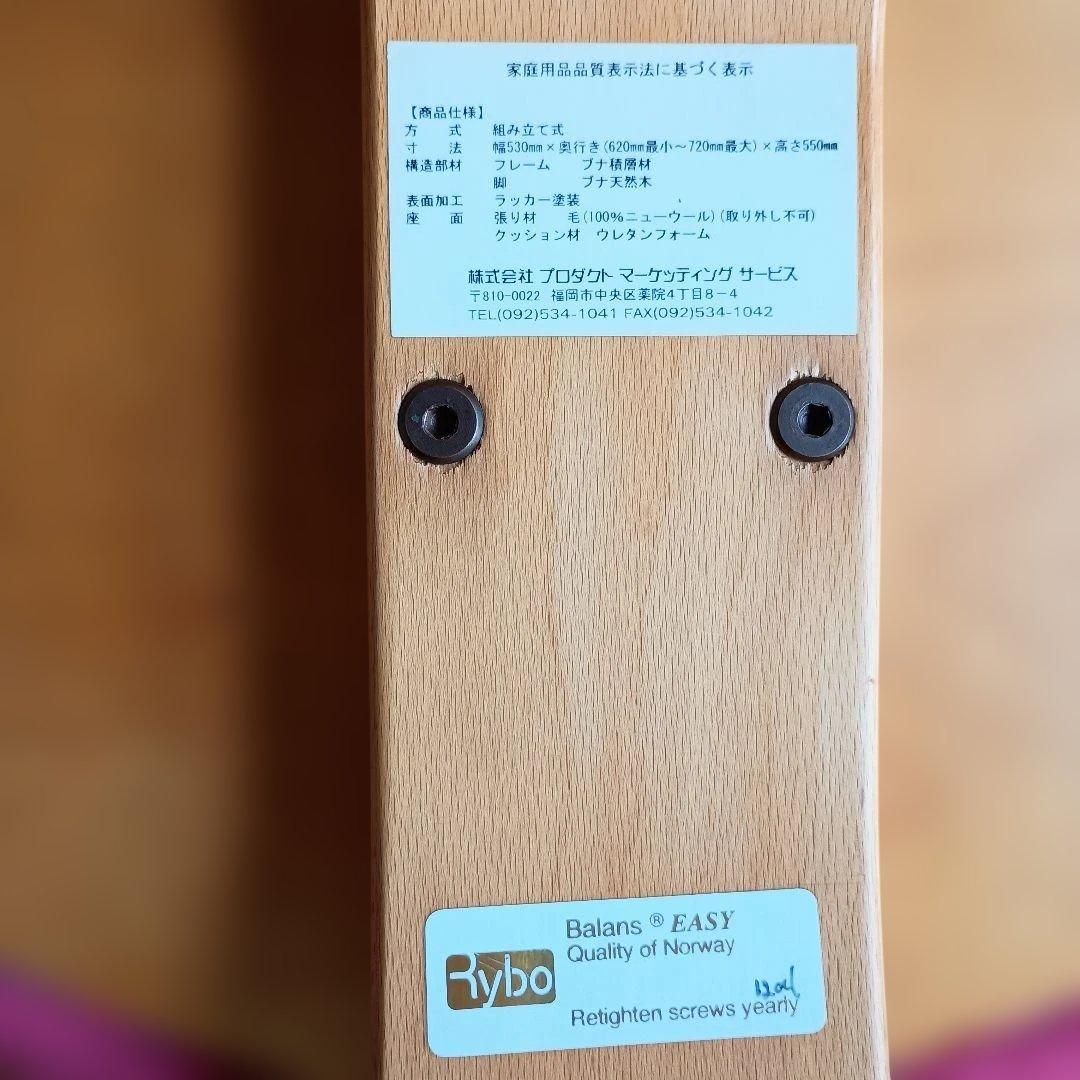 家庭用品品質表示法に基づく表示
【商品仕様】
方 式 組み立て式
寸 法 幅530mm×奥行き(620mm最小~720mm最大)×高さ550mm
構造部材 フレーム ブナ積層材
脚 ブナ天然木
表面加工 ラッカー塗装
座 面 張り材 毛(100%ニューウール)(取り外し不可)
クッション材 ウレタンフォーム
株式会社 プロダクト マーケッティング サービス
〒810-0022 福岡市中央区薬院4丁目8-4
TEL(092)534-1041 FAX(092)534-1042
Balans ® EASY
Quality of Norway
Rybo
Retighten screws yearly